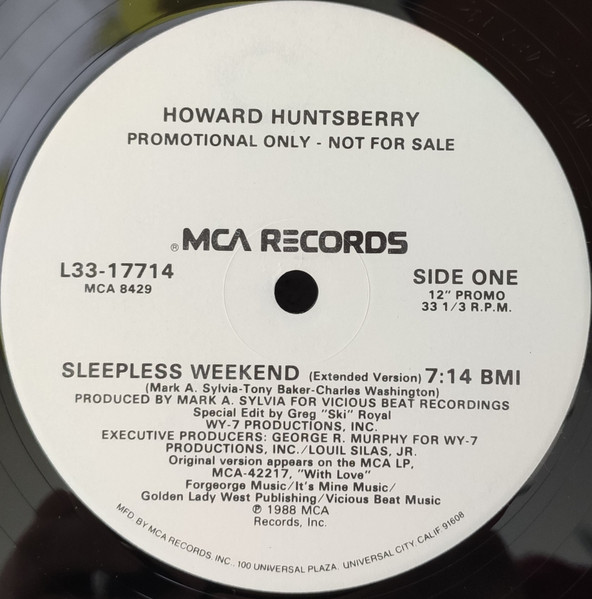 HOWARD HUNTSBERRY
PROMOTIONAL ONLY - NOT FOR SALE
® MCA RECORDS
L33-17714
MCA 8429
SIDE ONE
12" PROMO
33 1/3 R.P.M.
SLEEPLESS WEEKEND (Extended Version) 7:14 BMI
(Mark A. Sylvia-Tony Baker-Charles Washington)
PRODUCED BY MARK A. SYLVIA FOR VICIOUS BEAT RECORDINGS
Special Edit by Greg "Ski" Royal
WY-7 PRODUCTIONS, INC.
EXECUTIVE PRODUCERS: GEORGE R. MURPHY FOR WY-7
PRODUCTIONS, INC./LOUIL SILAS, JR.
Original version appears on the MCA LP,
MCA-42217, "With Love"
Forgeorge Music/It's Mine Music/
Golden Lady West Publishing/Vicious Beat Music
℗ 1988 MCA
Records, Inc.
MFD BY MCA RECORDS, INC., 100 UNIVERSAL PLAZA, UNIVERSAL CITY, CALIF 91608